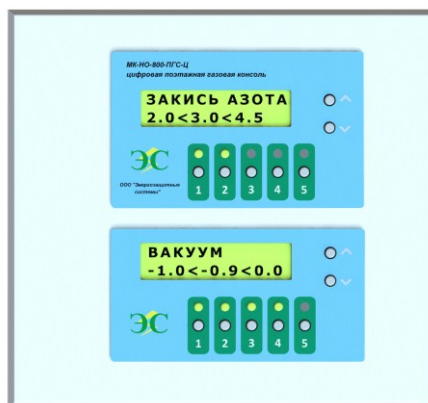 МК-НО-800-ПГС-Ц
цифровая поэтажная газовая консоль
ЗАКИСЬ АЗОТА
2.0<3.0<4.5
ЭС
ООО "Энергозащитные
системы"
1 2 3 4 5
ВАКУУМ
-1.0<-0.9<0.0
ЭС
1 2 3 4 5